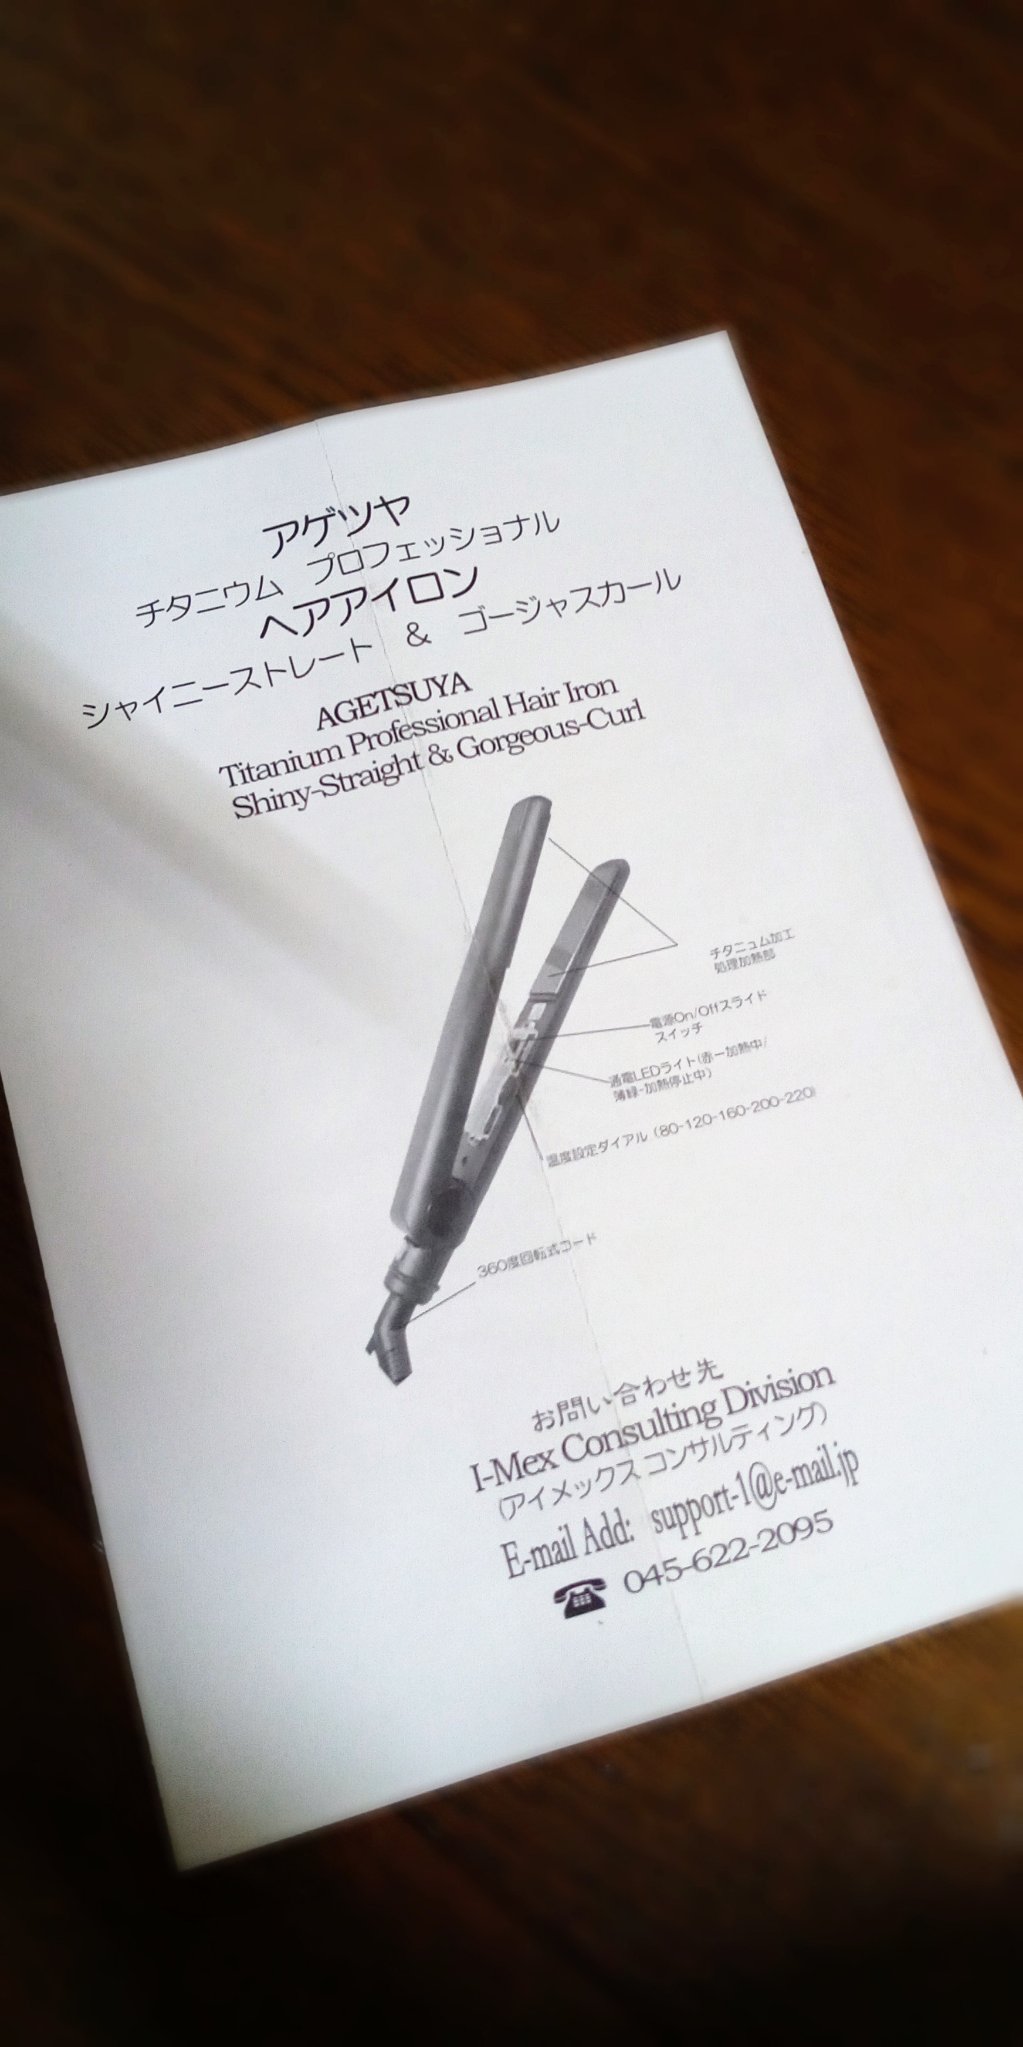 アゲツヤ
チタニウム プロフェッショナル
ヘアアイロン
シャイニーストレート & ゴージャスカール
AGETSUYA
Titanium Professional Hair Iron
Shiny-Straight & Gorgeous-Curl
チタニュム加工
処理加熱部
電源On/Offスライド
スイッチ
通電LEDライト(赤ー加熱中/
薄緑-加熱停止中)
温度設定ダイアル (80-120-160-200-220)
360度回転式コード
お問い合わせ先
I-Mex Consulting Division
(アイメックス コンサルティング)
E-mail Add: support-1@e-mail.jp
☎ 045-622-2095